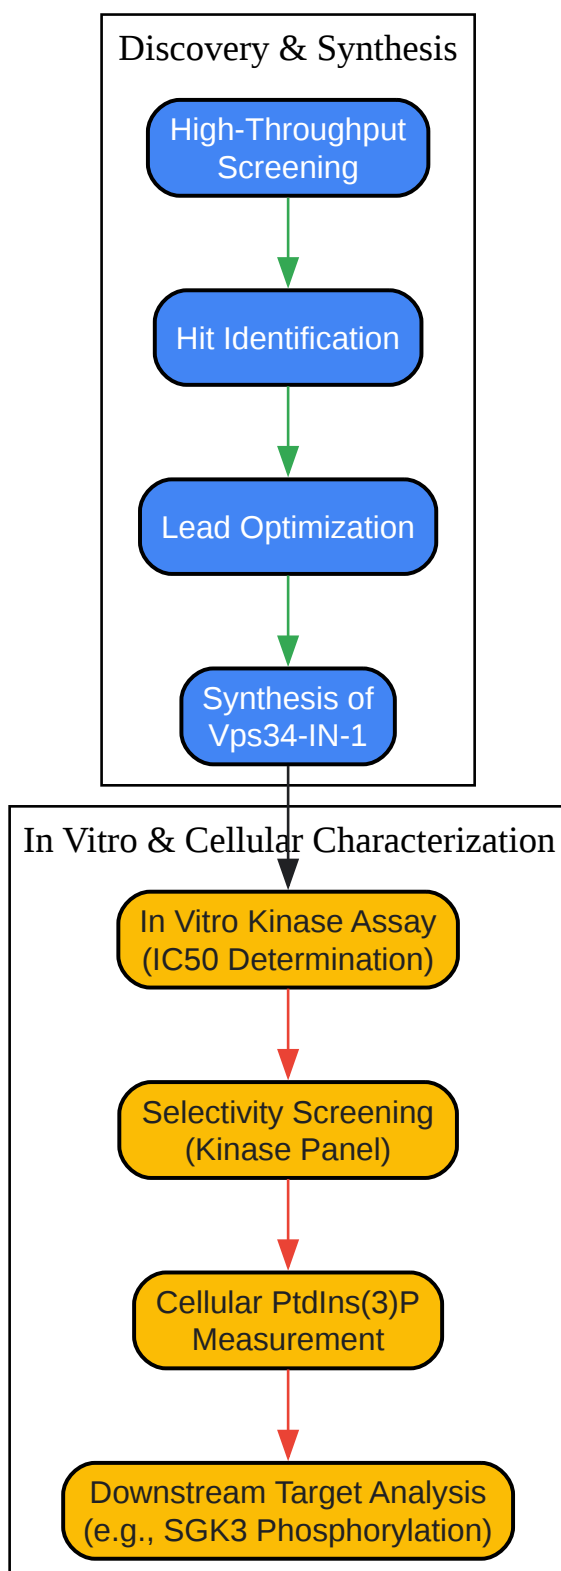 Discovery & Synthesis
High-Throughput
Screening
Hit Identification
Lead Optimization
Synthesis of
Vps34-IN-1
In Vitro & Cellular Characterization
In Vitro Kinase Assay
(IC50 Determination)
Selectivity Screening
(Kinase Panel)
Cellular PtdIns(3)P
Measurement
Downstream Target Analysis
(e.g., SGK3 Phosphorylation)